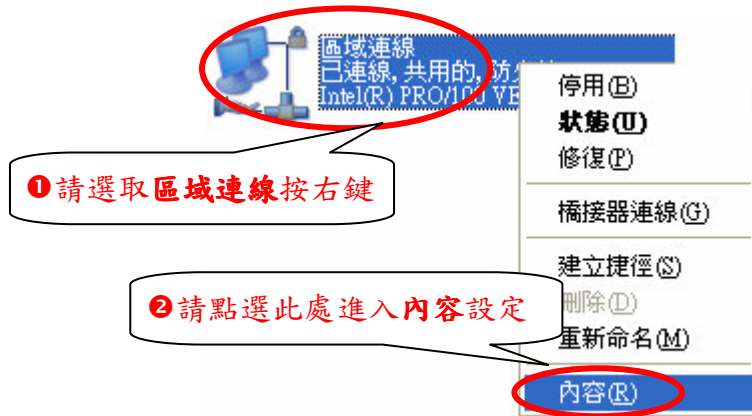 區域連線
已連線, 共用的, 防
Intel(R) PRO/100 VE
停用(B)
狀態(U)
修復(P)
❶請選取區域連線按右鍵
橋接器連線(G)
建立捷徑(S)
❷請點選此處進入內容設定
刪除(D)
重新命名(M)
內容(R)